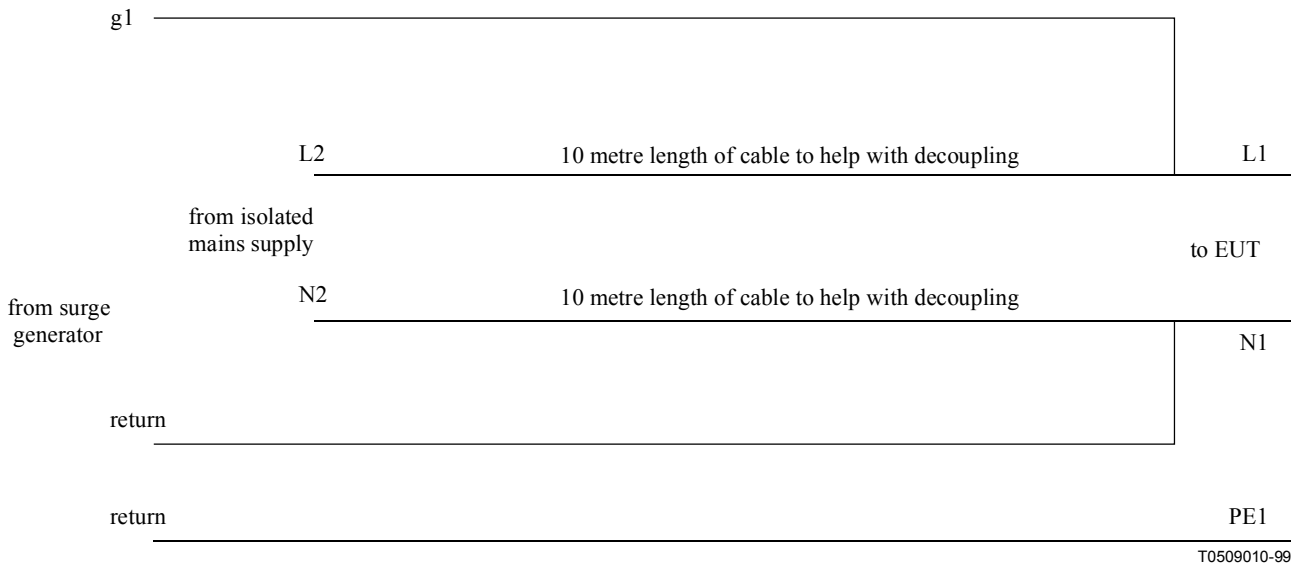 g1
L2
10 metre length of cable to help with decoupling
L1
from isolated
mains supply
to EUT
N2
10 metre length of cable to help with decoupling
from surge
generator
N1
return
return
PE1
T0509010-99